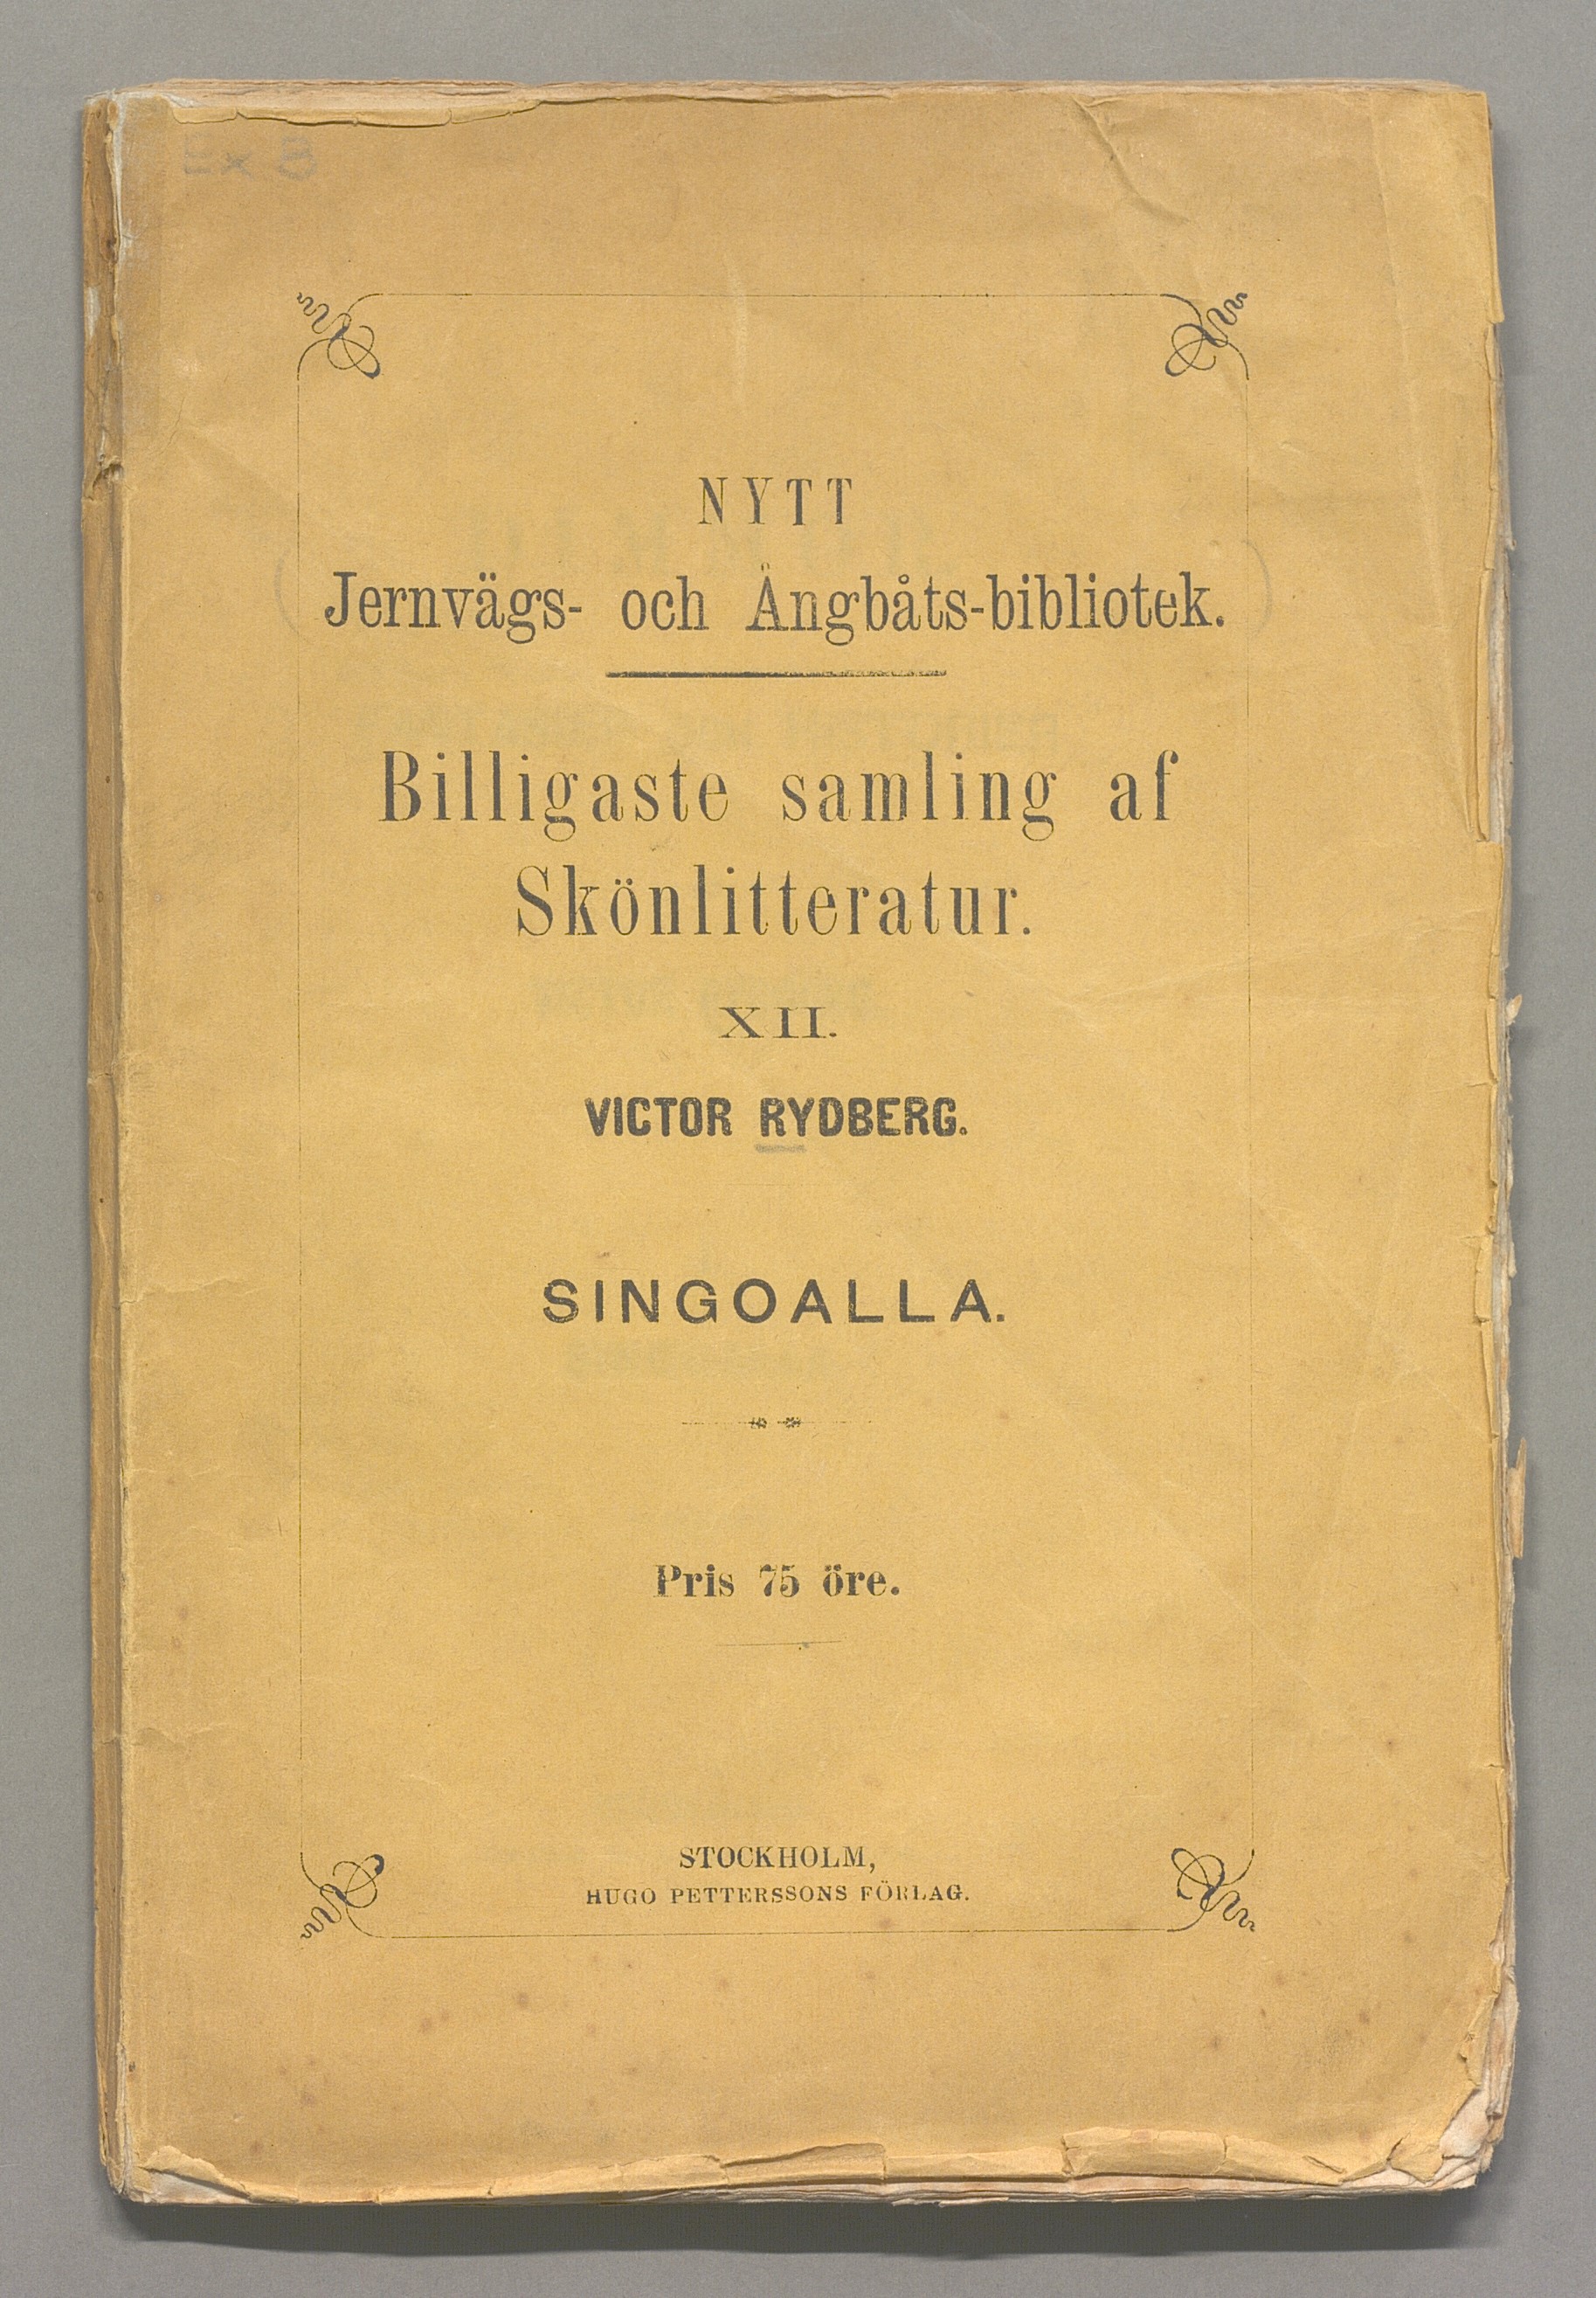 Ex B
NYTT
Jernvägs- och Ångbåts-bibliotek.
Billigaste samling af
Skönlitteratur.
XII.
VICTOR RYDBERG.
SINGOALLA.
Pris 75 öre.
STOCKHOLM,
HUGO PETTERSSONS FÖRLAG.